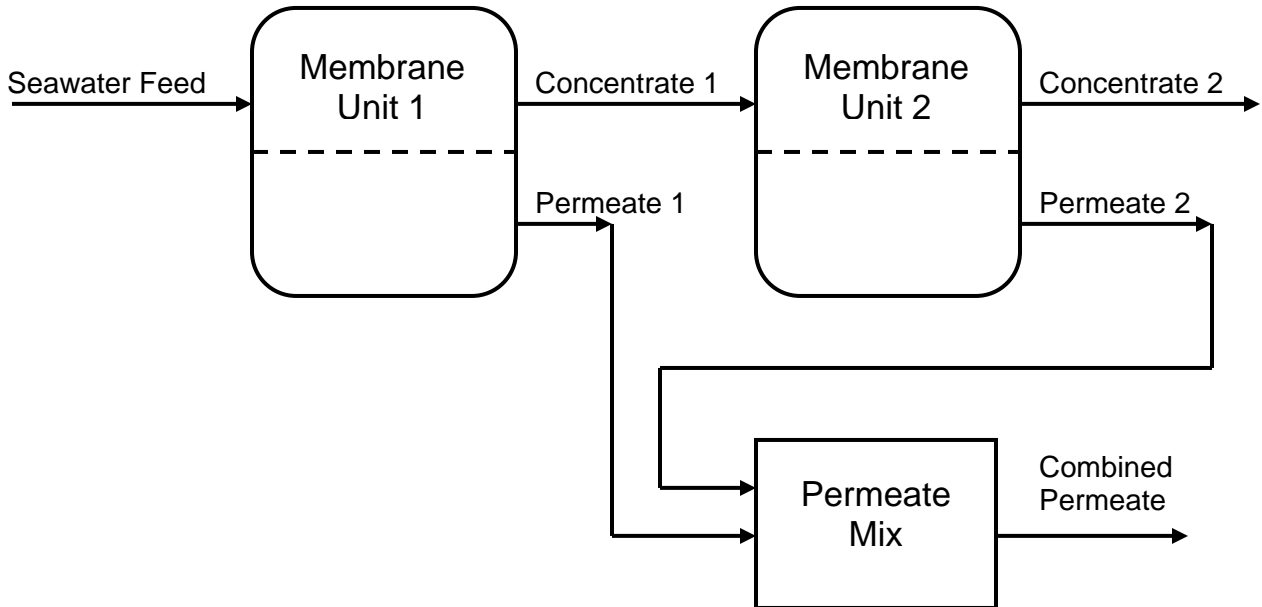 Seawater Feed
Membrane
Unit 1
Concentrate 1
Membrane
Unit 2
Concentrate 2
Permeate 1
Permeate 2
Permeate
Mix
Combined
Permeate